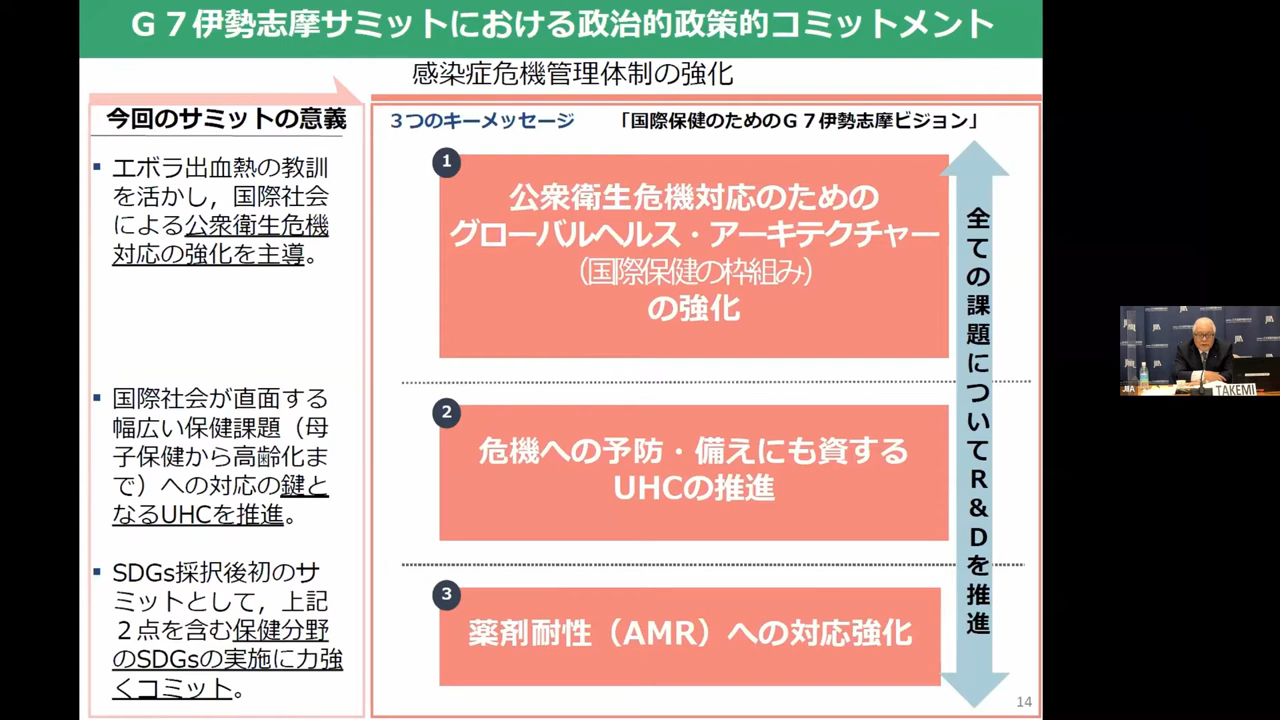 Ｇ７伊勢志摩サミットにおける政治的政策的コミットメント
感染症危機管理体制の強化
今回のサミットの意義
▪ エボラ出血熱の教訓
を活かし，国際社会
による公衆衛生危機
対応の強化を主導。
▪ 国際社会が直面する
幅広い保健課題（母
子保健から高齢化ま
で）への対応の鍵と
なるUHCを推進。
▪ SDGs採択後初のサ
ミットとして，上記
２点を含む保健分野
のSDGsの実施に力強
くコミット。
３つのキーメッセージ 「国際保健のためのＧ７伊勢志摩ビジョン」
1
公衆衛生危機対応のための
グローバルヘルス・アーキテクチャー
（国際保健の枠組み）
の強化
2
危機への予防・備えにも資する
UHCの推進
3
薬剤耐性（AMR）への対応強化
全ての課題についてR&Dを推進
14
JIIA
TAKEMI